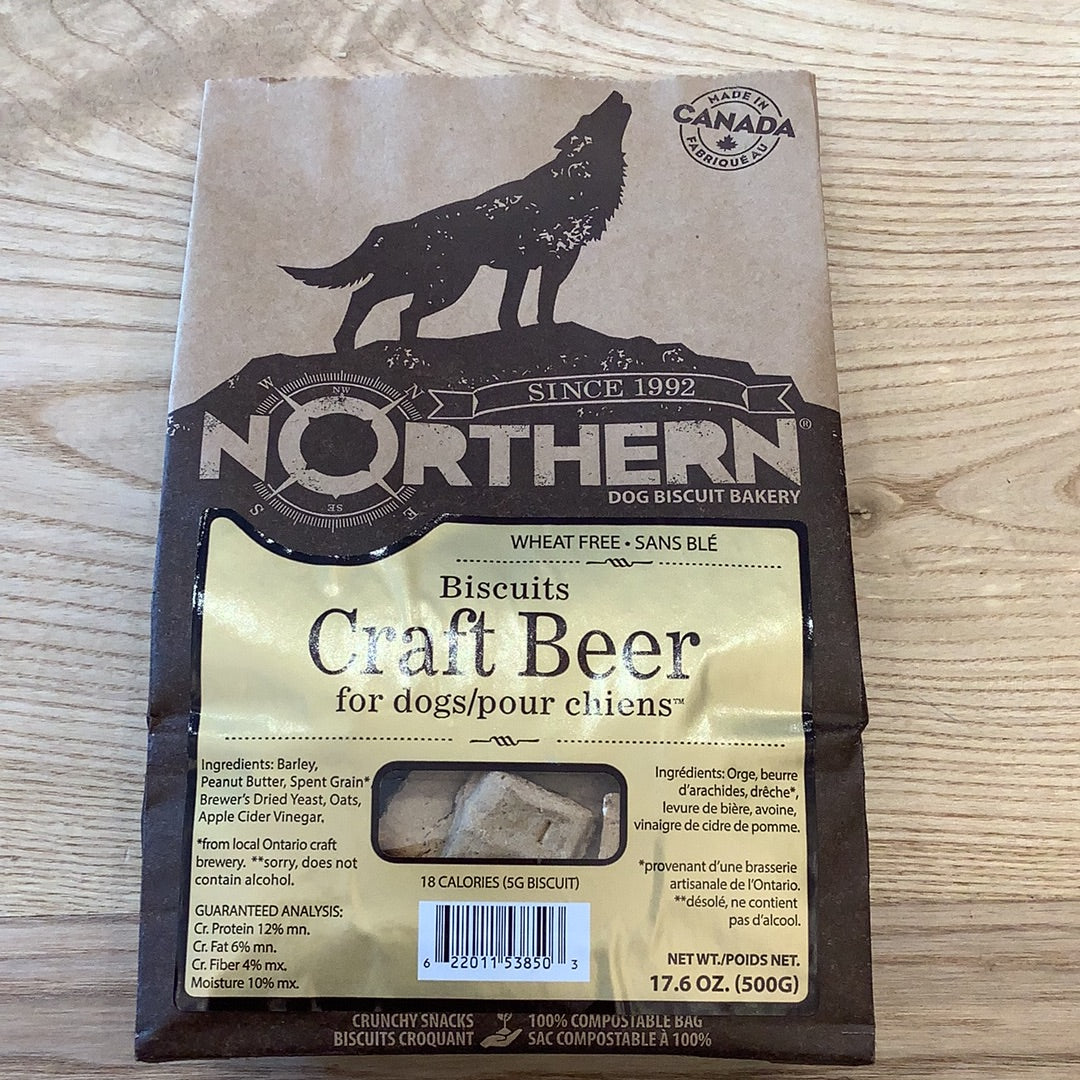 MADE IN
CANADA
FABRIQUÉ AU
SINCE 1992
N
NW
W
S
SE
E
NORTHERN®
DOG BISCUIT BAKERY
WHEAT FREE • SANS BLÉ
Biscuits
Craft Beer
for dogs/pour chiens™
Ingredients: Barley,
Peanut Butter, Spent Grain*,
Brewer's Dried Yeast, Oats,
Apple Cider Vinegar.
*from local Ontario craft
brewery. **sorry, does not
contain alcohol.
GUARANTEED ANALYSIS:
Cr. Protein 12% mn.
Cr. Fat 6% mn.
Cr. Fiber 4% mx.
Moisture 10% mx.
18 CALORIES (5G BISCUIT)
6 22011 53850 3
Ingrédients: Orge, beurre
d'arachides, drêche*,
levure de bière, avoine,
vinaigre de cidre de pomme.
*provenant d'une brasserie
artisanale de l'Ontario.
**désolé, ne contient
pas d'alcool.
NET WT./POIDS NET.
17.6 OZ. (500G)
CRUNCHY SNACKS
BISCUITS CROQUANT
100% COMPOSTABLE BAG
SAC COMPOSTABLE À 100%